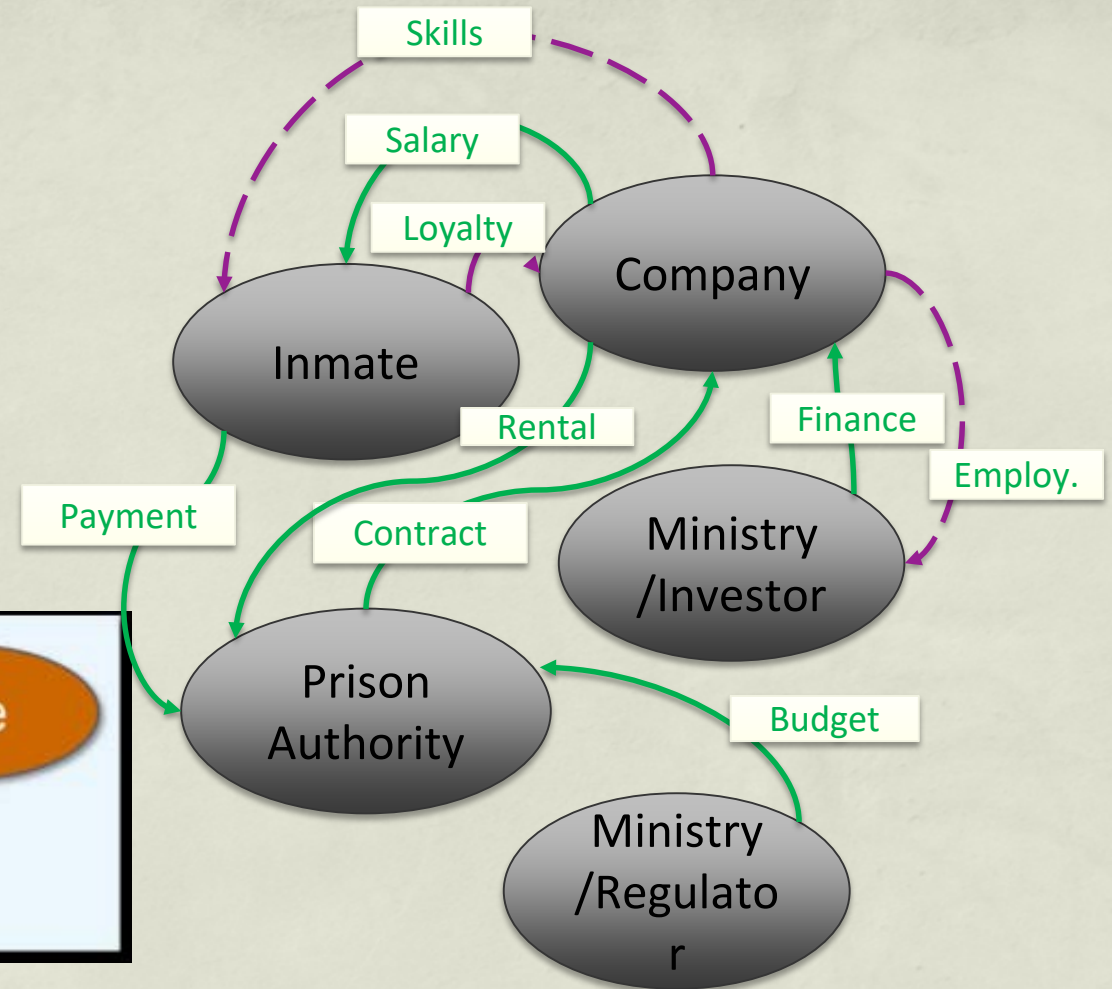 Skills
Salary
Loyalty
Company
Inmate
Rental
Finance
Employ.
Payment
Contract
Ministry
/Investor
Prison
Authority
Budget
Ministry
/Regulato
r